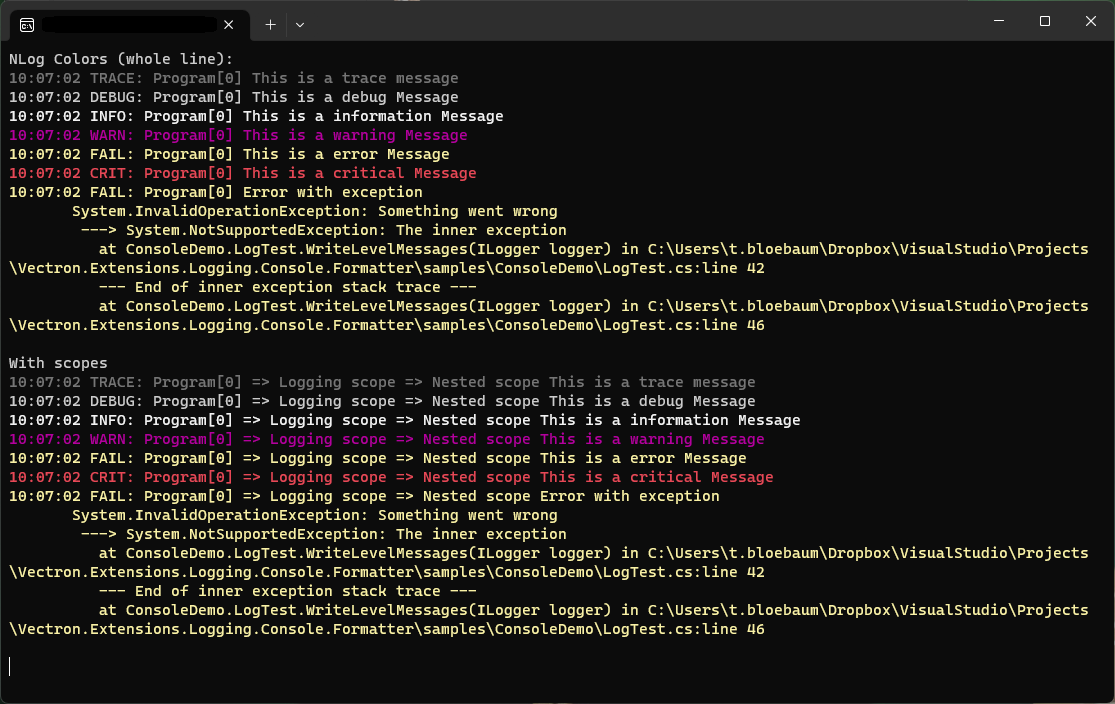 NLog Colors (whole line):
10:07:02 TRACE: Program[0] This is a trace message
10:07:02 DEBUG: Program[0] This is a debug Message
10:07:02 INFO: Program[0] This is a information Message
10:07:02 WARN: Program[0] This is a warning Message
10:07:02 FAIL: Program[0] This is a error Message
10:07:02 CRIT: Program[0] This is a critical Message
10:07:02 FAIL: Program[0] Error with exception
System.InvalidOperationException: Something went wrong
---> System.NotSupportedException: The inner exception
at ConsoleDemo.LogTest.WriteLevelMessages(ILogger logger) in C:\Users\t.bloebaum\Dropbox\VisualStudio\Projects
\Vectron.Extensions.Logging.Console.Formatter\samples\ConsoleDemo\LogTest.cs:line 42
--- End of inner exception stack trace ---
at ConsoleDemo.LogTest.WriteLevelMessages(ILogger logger) in C:\Users\t.bloebaum\Dropbox\VisualStudio\Projects
\Vectron.Extensions.Logging.Console.Formatter\samples\ConsoleDemo\LogTest.cs:line 46
With scopes
10:07:02 TRACE: Program[0] => Logging scope => Nested scope This is a trace message
10:07:02 DEBUG: Program[0] => Logging scope => Nested scope This is a debug Message
10:07:02 INFO: Program[0] => Logging scope => Nested scope This is a information Message
10:07:02 WARN: Program[0] => Logging scope => Nested scope This is a warning Message
10:07:02 FAIL: Program[0] => Logging scope => Nested scope This is a error Message
10:07:02 CRIT: Program[0] => Logging scope => Nested scope This is a critical Message
10:07:02 FAIL: Program[0] => Logging scope => Nested scope Error with exception
System.InvalidOperationException: Something went wrong
---> System.NotSupportedException: The inner exception
at ConsoleDemo.LogTest.WriteLevelMessages(ILogger logger) in C:\Users\t.bloebaum\Dropbox\VisualStudio\Projects
\Vectron.Extensions.Logging.Console.Formatter\samples\ConsoleDemo\LogTest.cs:line 42
--- End of inner exception stack trace ---
at ConsoleDemo.LogTest.WriteLevelMessages(ILogger logger) in C:\Users\t.bloebaum\Dropbox\VisualStudio\Projects
\Vectron.Extensions.Logging.Console.Formatter\samples\ConsoleDemo\LogTest.cs:line 46